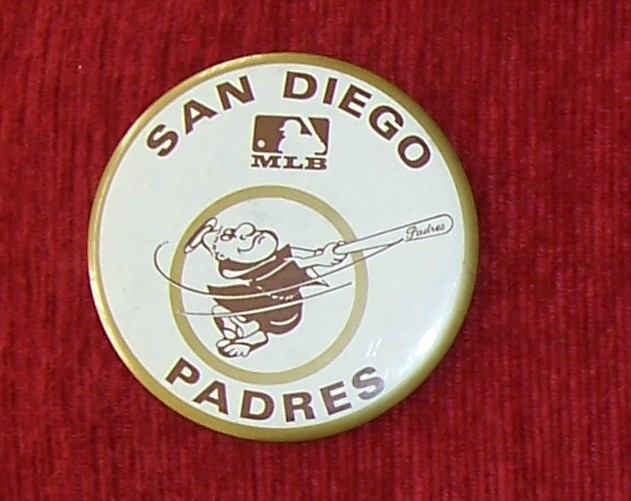 SAN DIEGO
MLB
Padres
PADRES